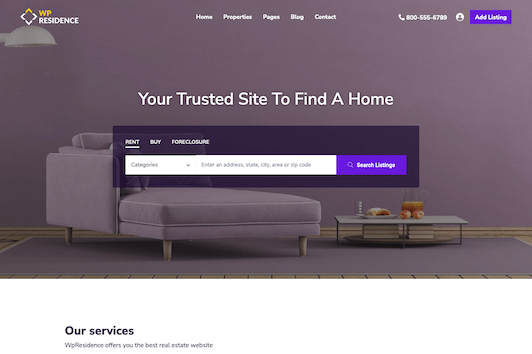 WP
RESIDENCE
Home Properties Pages Blog Contact
800-555-6789
Add Listing
Your Trusted Site To Find A Home
RENT BUY FORECLOSURE
Categories
Enter an address, state, city, area or zip code
Search Listings
Our services
WpResidence offers you the best real estate website